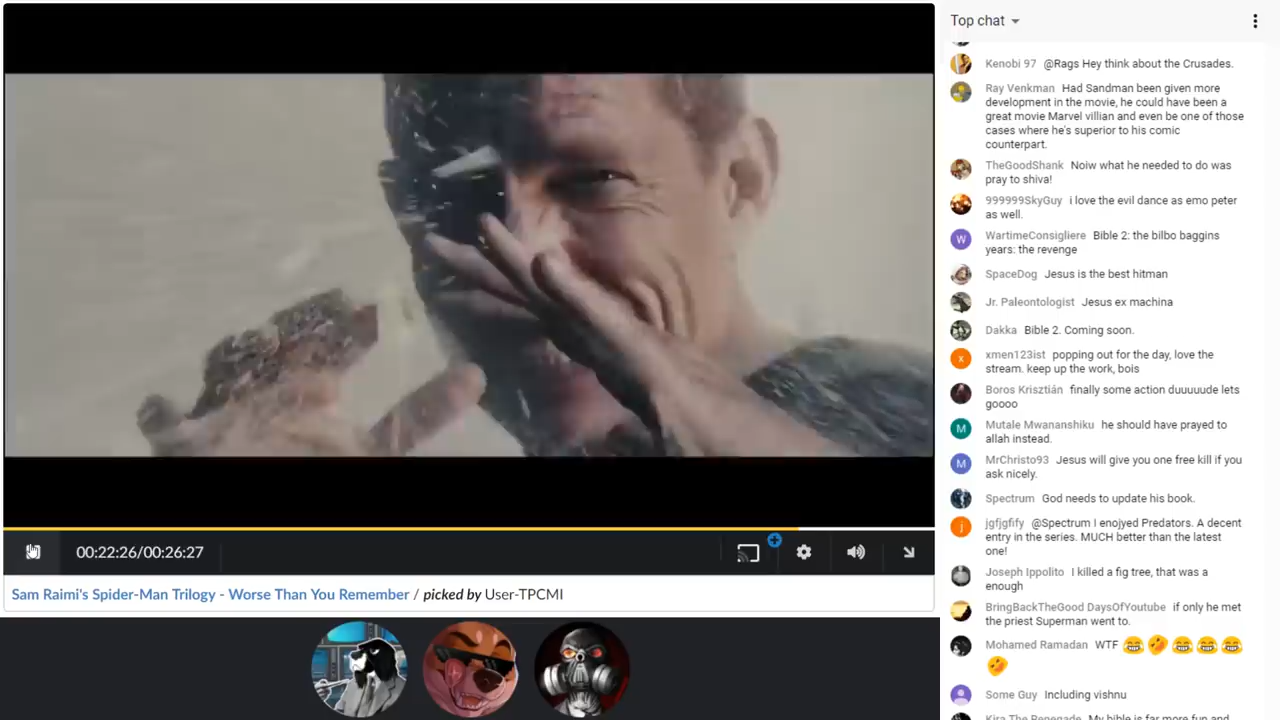 Top chat
Kenobi 97 @Rags Hey think about the Crusades.
Ray Venkman Had Sandman been given more
development in the movie, he could have been a
great movie Marvel villian and even be one of those
cases where he's superior to his comic
counterpart.
TheGoodShank Noiw what he needed to do was
pray to shiva!
999999SkyGuy i love the evil dance as emo peter
as well.
W
WartimeConsigliere Bible 2: the bilbo baggins
years: the revenge
SpaceDog Jesus is the best hitman
Jr. Paleontologist Jesus ex machina
Dakka Bible 2. Coming soon.
x
xmen123ist popping out for the day, love the
stream. keep up the work, bois
Boros Krisztián finally some action duuuuude lets
goooo
M
Mutale Mwananshiku he should have prayed to
allah instead.
M
MrChristo93 Jesus will give you one free kill if you
ask nicely.
Spectrum God needs to update his book.
j
jgfjgfify @Spectrum I enojyed Predators. A decent
entry in the series. MUCH better than the latest
one!
Joseph Ippolito I killed a fig tree, that was a
enough
BringBackTheGood DaysOfYoutube if only he met
the priest Superman went to.
Mohamed Ramadan WTF 😂🤣😂😂😂
🤣
Some Guy Including vishnu
Kira The Renegade My bible is far more fun and
00:22:26/00:26:27
Sam Raimi's Spider-Man Trilogy - Worse Than You Remember / picked by User-TPCMI